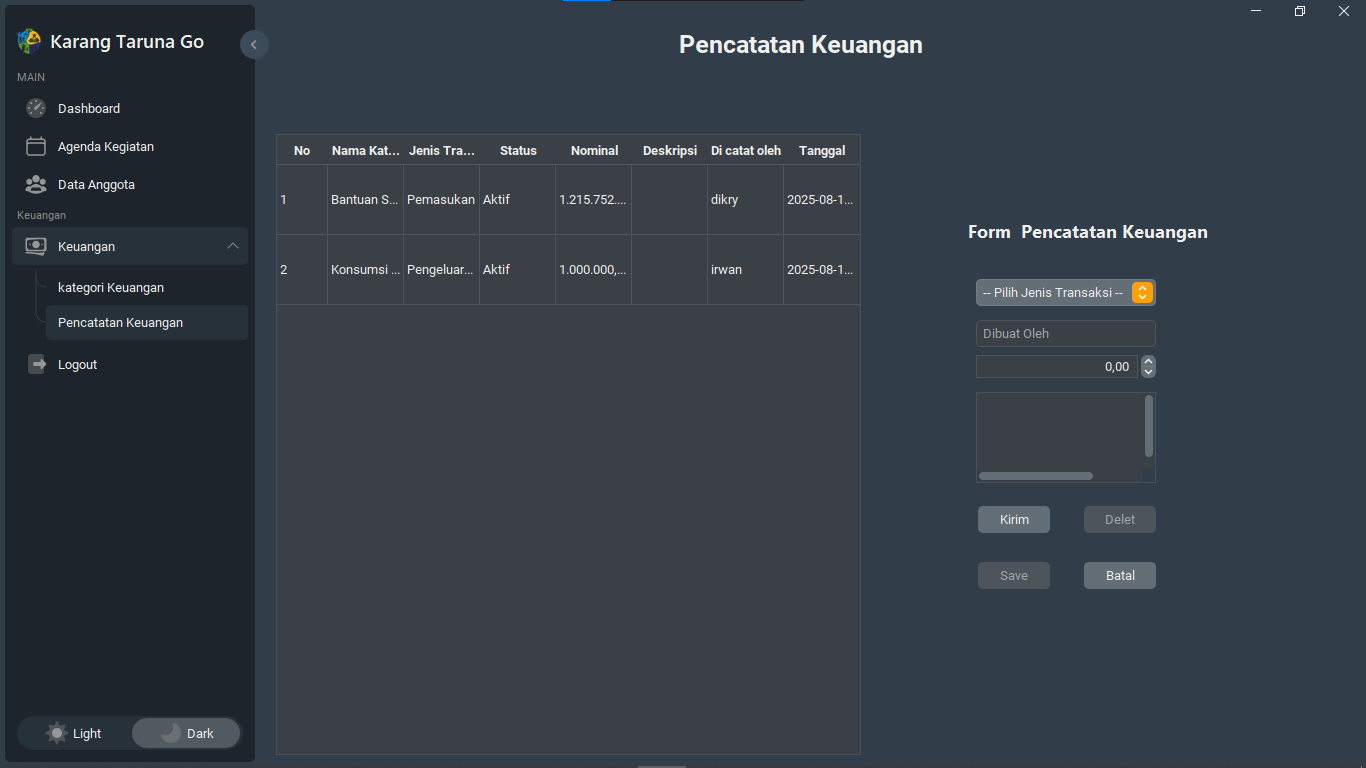 Karang Taruna Go
MAIN
Dashboard
Agenda Kegiatan
Data Anggota
Keuangan
Keuangan
kategori Keuangan
Pencatatan Keuangan
Logout
Light Dark
Pencatatan Keuangan
No Nama Kat... Jenis Tra... Status Nominal Deskripsi Di catat oleh Tanggal
1 Bantuan S... Pemasukan Aktif 1.215.752.... dikry 2025-08-1...
2 Konsumsi ... Pengeluar... Aktif 1.000.000,... irwan 2025-08-1...
Form Pencatatan Keuangan
-- Pilih Jenis Transaksi --
Dibuat Oleh
0,00
Kirim Delet
Save Batal